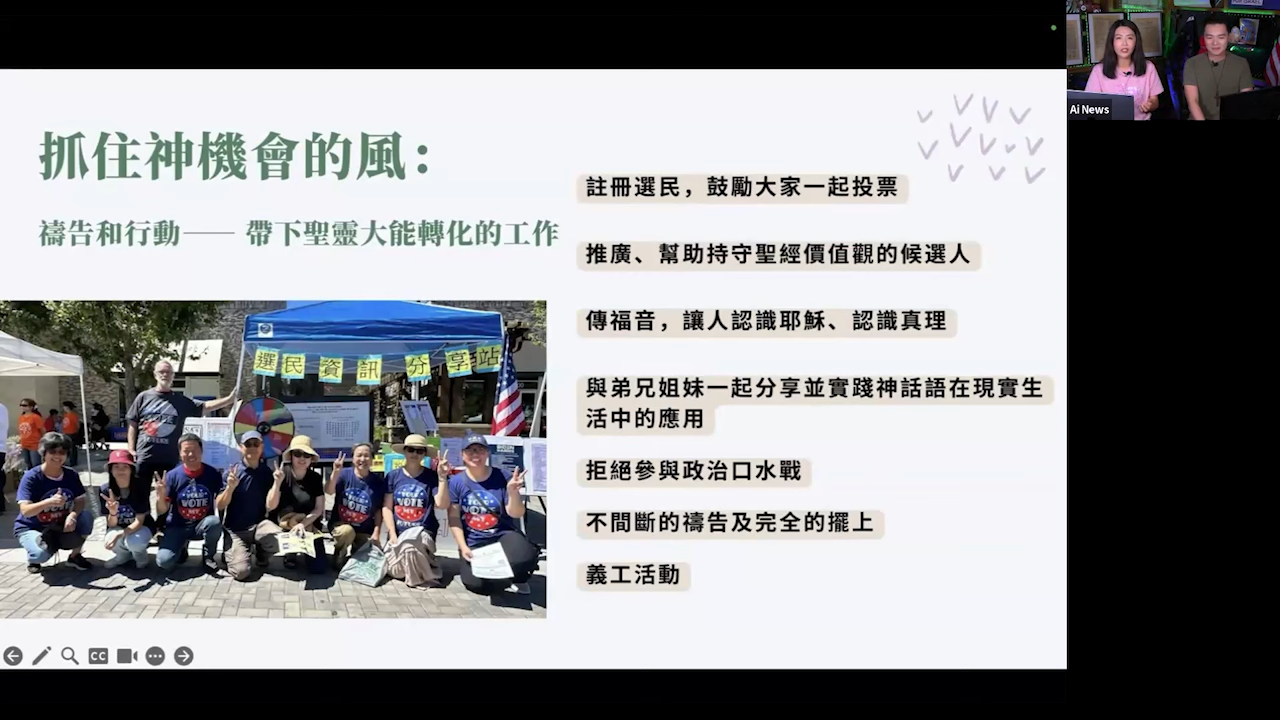 抓住神機會的風：
禱告和行動—— 帶下聖靈大能轉化的工作
註冊選民，鼓勵大家一起投票
推廣、幫助持守聖經價值觀的候選人
傳福音，讓人認識耶穌、認識真理
與弟兄姐妹一起分享並實踐神話語在現實生
活中的應用
拒絕參與政治口水戰
不間斷的禱告及完全的擺上
義工活動
選民資訊分享站
VOTE
VOTE
VOTE
VOTE
CC
Ai News